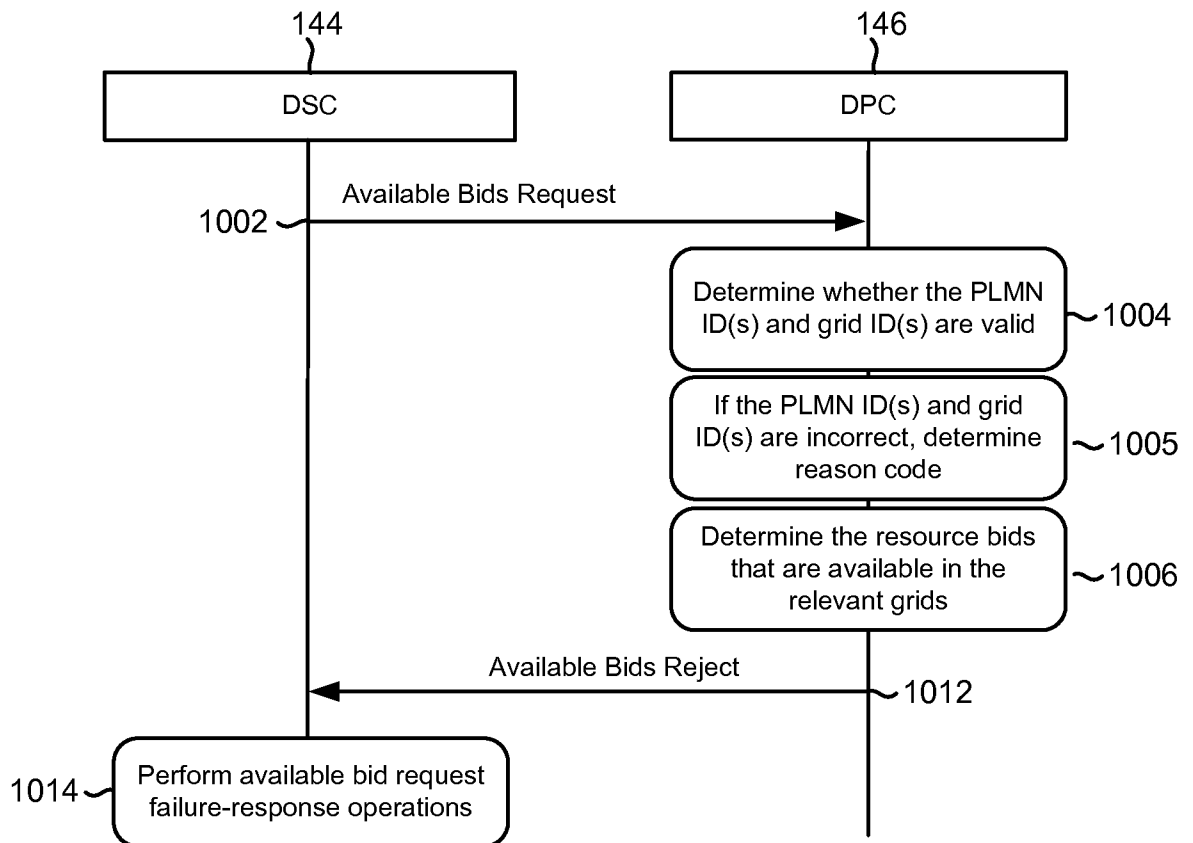 144
146
DSC
DPC
Available Bids Request
1002
Determine whether the PLMN
ID(s) and grid ID(s) are valid
1004
If the PLMN ID(s) and grid
ID(s) are incorrect, determine
reason code
1005
Determine the resource bids
that are available in the
relevant grids
1006
Available Bids Reject
1012
1014
Perform available bid request
failure-response operations